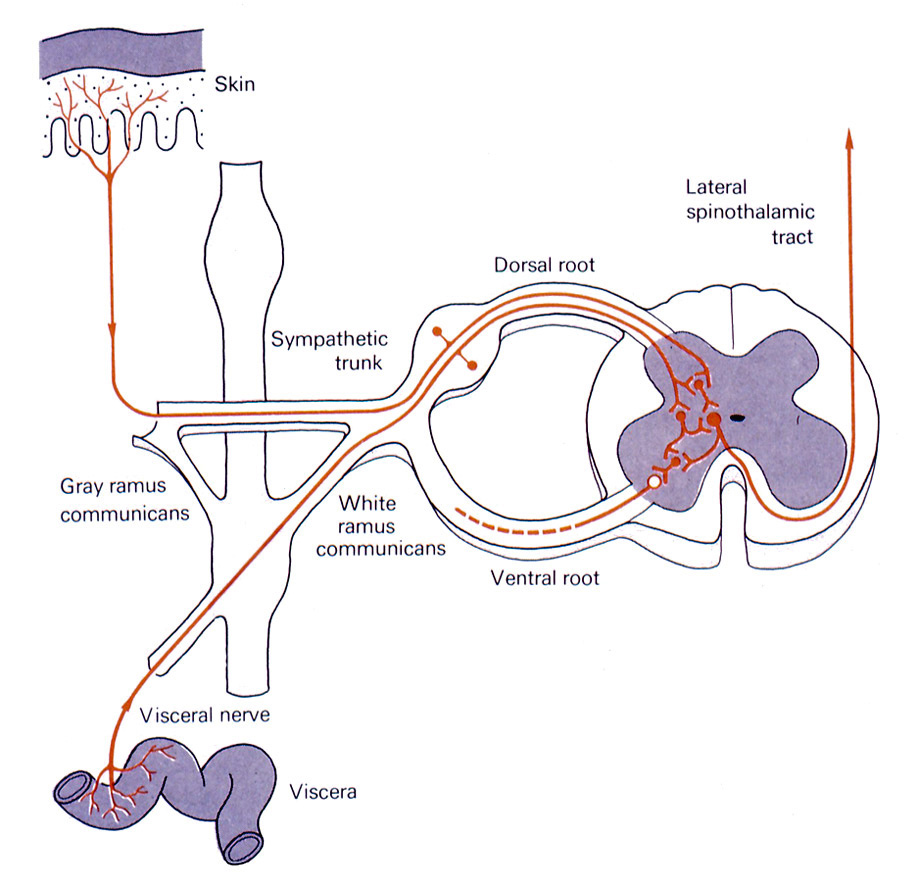 Skin
Lateral
spinothalamic
tract
Dorsal root
Sympathetic
trunk
Gray ramus
communicans
White
ramus
communicans
Ventral root
Visceral nerve
Viscera